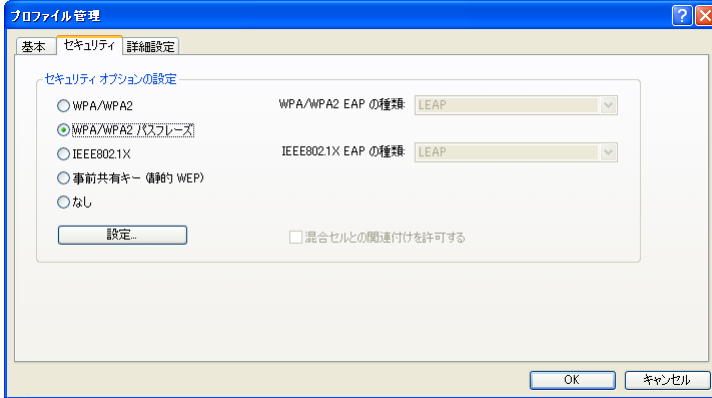 プロファイル管理
基本 セキュリティ 詳細設定
セキュリティ オプションの設定
WPA/WPA2 WPA/WPA2 EAP の種類: LEAP
WPA/WPA2 パスフレーズ
IEEE802.1X IEEE802.1X EAP の種類: LEAP
事前共有キー (静的 WEP)
なし
設定... 混合セルとの関連付けを許可する
OK キャンセル